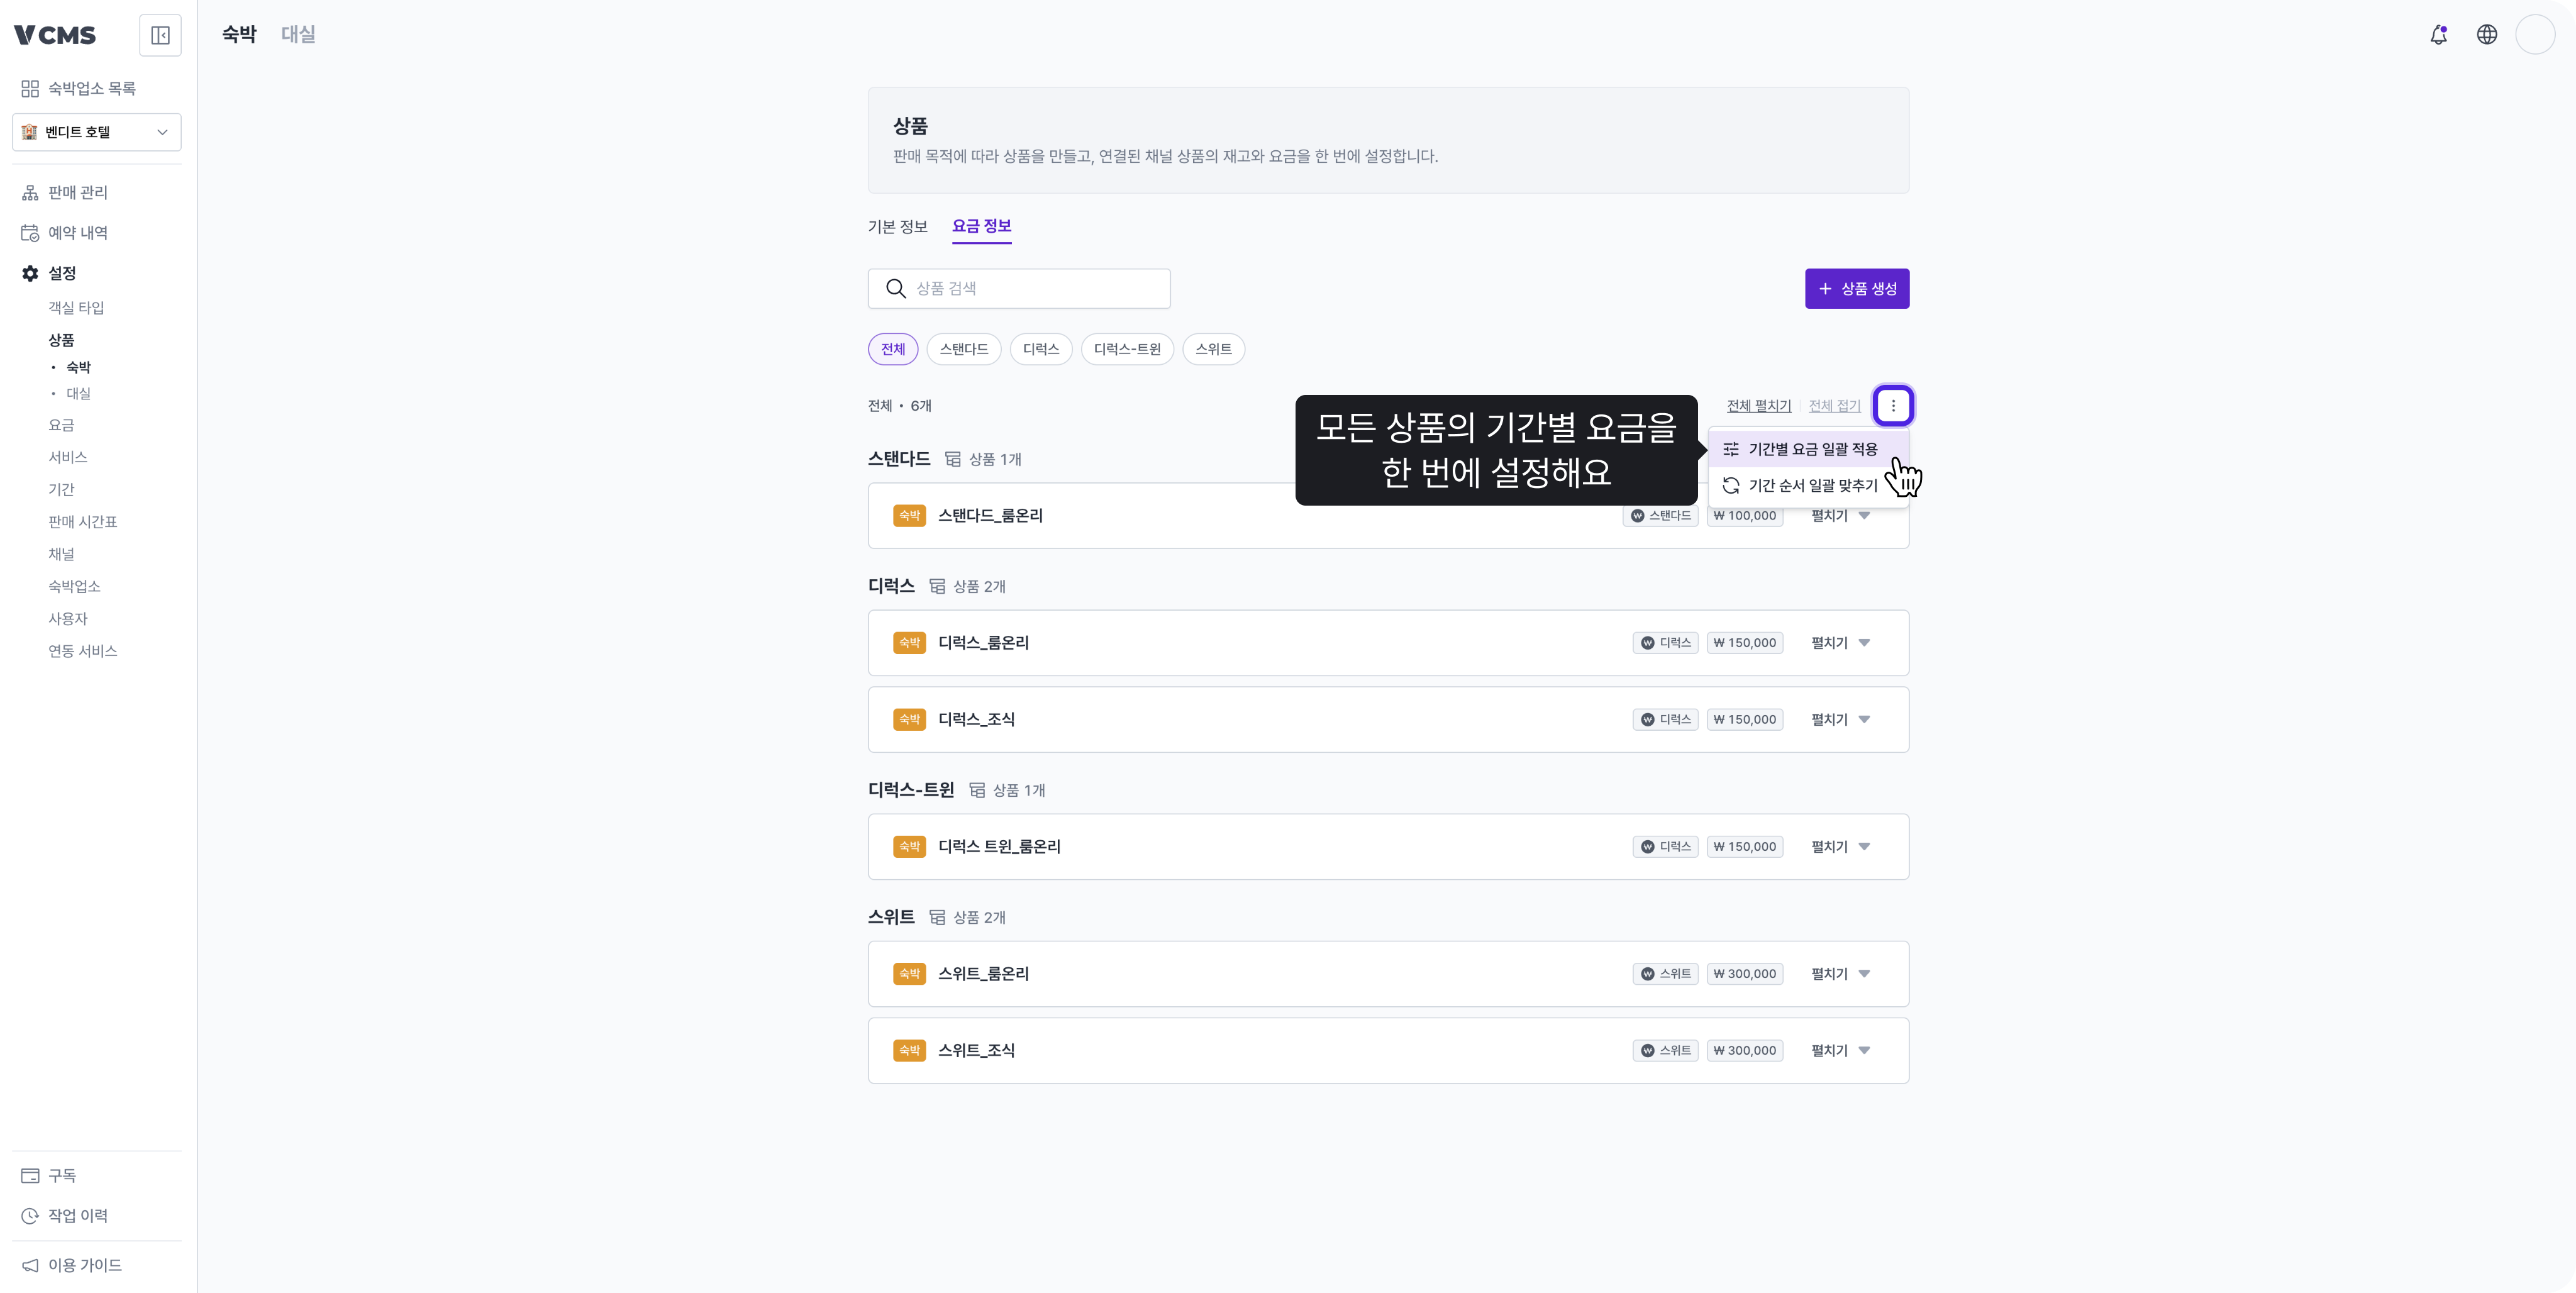 VCMS
숙박업소 목록
벤디트 호텔
판매 관리
예약 내역
설정
객실 타입
상품
• 숙박
• 대실
요금
서비스
기간
판매 시간표
채널
숙박업소
사용자
연동 서비스
구독
작업 이력
이용 가이드
숙박 대실
상품
판매 목적에 따라 상품을 만들고, 연결된 채널 상품의 재고와 요금을 한 번에 설정합니다.
기본 정보 요금 정보
상품 검색
+ 상품 생성
전체 스탠다드 디럭스 디럭스-트윈 스위트
전체 • 6개
전체 펼치기 전체 접기
모든 상품의 기간별 요금을
한 번에 설정해요
기간별 요금 일괄 적용
기간 순서 일괄 맞추기
스탠다드 상품 1개
숙박 스탠다드_룸온리 스탠다드 ₩ 100,000 펼치기
디럭스 상품 2개
숙박 디럭스_룸온리 디럭스 ₩ 150,000 펼치기
숙박 디럭스_조식 디럭스 ₩ 150,000 펼치기
디럭스-트윈 상품 1개
숙박 디럭스 트윈_룸온리 디럭스 ₩ 150,000 펼치기
스위트 상품 2개
숙박 스위트_룸온리 스위트 ₩ 300,000 펼치기
숙박 스위트_조식 스위트 ₩ 300,000 펼치기